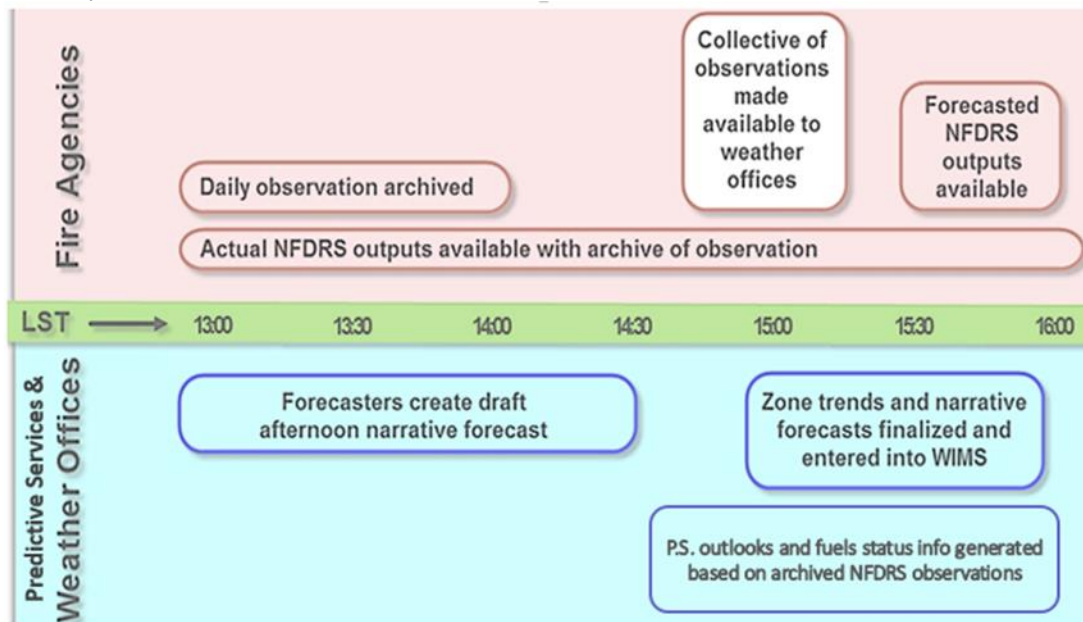 Fire Agencies
Collective of
observations
made
available to
weather
offices
Forecasted
NFDRS
outputs
available
Daily observation archived
Actual NFDRS outputs available with archive of observation
LST
13:00 13:30 14:00 14:30 15:00 15:30 16:00
Predictive Services &
Weather Offices
Forecasters create draft
afternoon narrative forecast
Zone trends and narrative
forecasts finalized and
entered into WIMS
P.S. outlooks and fuels status info generated
based on archived NFDRS observations